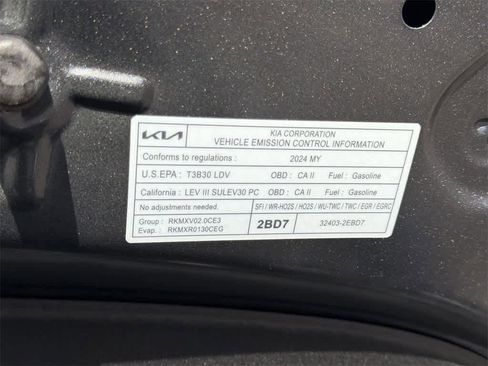 KIA
KIA CORPORATION
VEHICLE EMISSION CONTROL INFORMATION
Conforms to regulations : 2024 MY
U.S.EPA : T3B30 LDV OBD : CA II Fuel : Gasoline
California : LEV III SULEV30 PC OBD : CA II Fuel : Gasoline
No adjustments needed. SFI / WR-HO2S / HO2S / WU-TWC / TWC / EGR / EGRC
Group : RKMXV02.0CE3 2BD7 32403-2EBD7
Evap. : RKMXR0130CEG